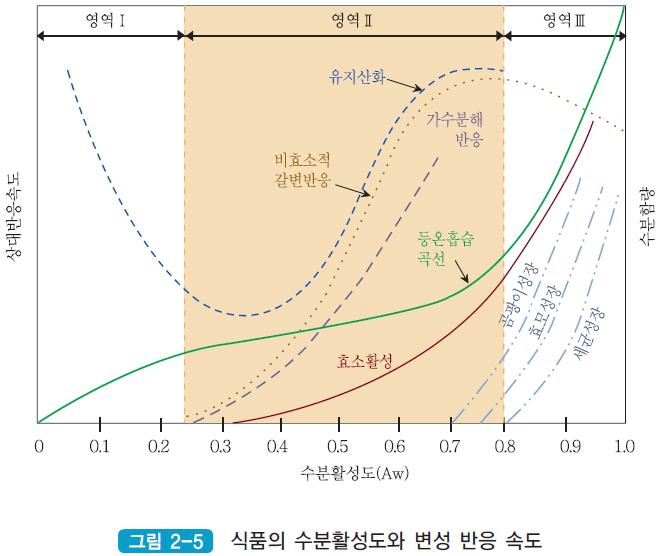 영역 Ⅰ
영역 Ⅱ
영역 Ⅲ
유지산화
가수분해
반응
비효소적
갈변반응
등온흡습
곡선
효소활성
곰팡이성장
효모성장
세균성장
상대반응속도
수분함량
0 0.1 0.2 0.3 0.4 0.5 0.6 0.7 0.8 0.9 1.0
수분활성도(Aw)
그림 2-5 식품의 수분활성도와 변성 반응 속도